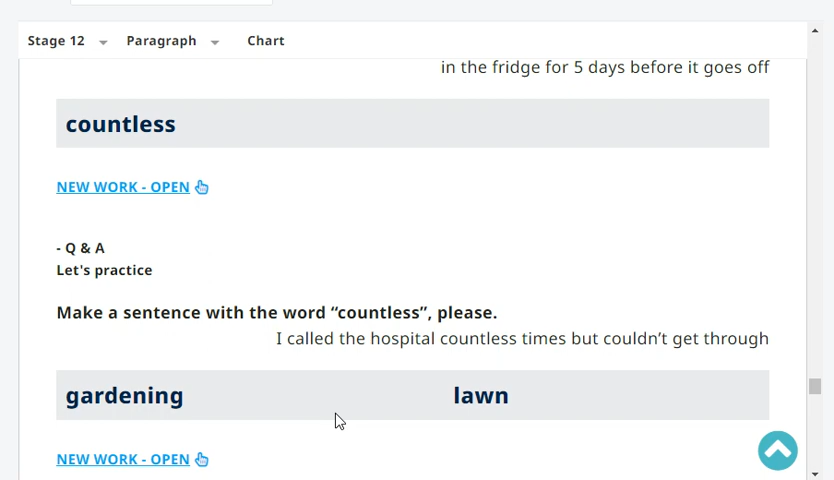 Stage 12 Paragraph Chart
in the fridge for 5 days before it goes off
countless
NEW WORK - OPEN
- Q & A
Let's practice
Make a sentence with the word “countless”, please.
I called the hospital countless times but couldn’t get through
gardening lawn
NEW WORK - OPEN